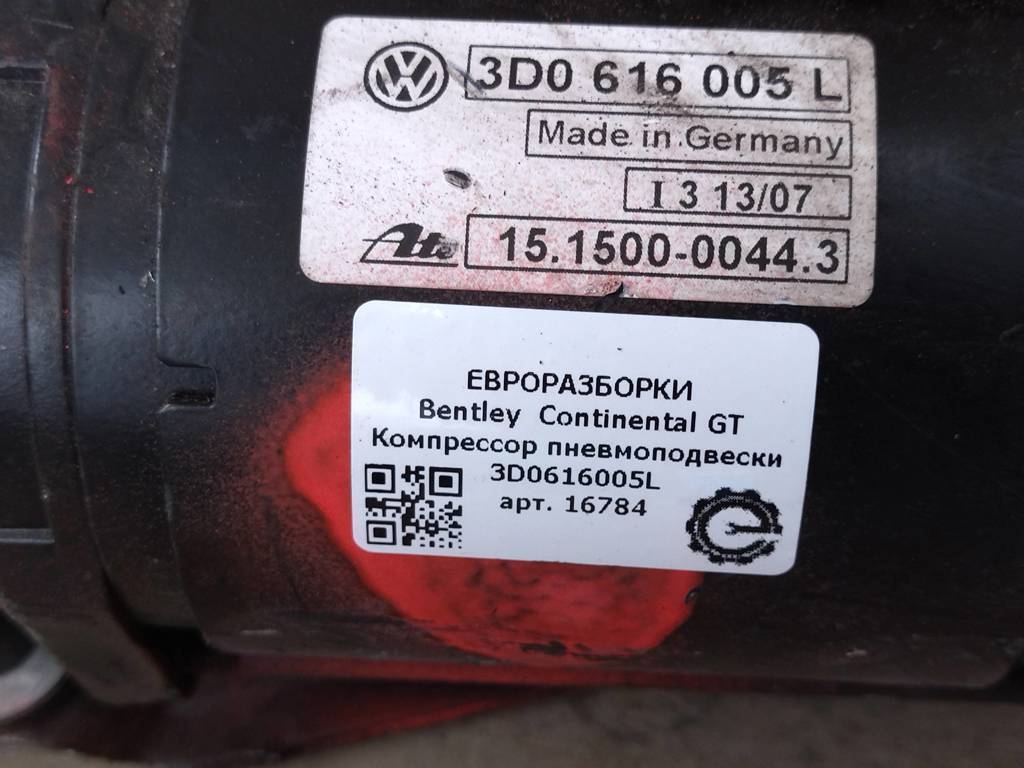 3D0 616 005 L
Made in Germany
I 3 13/07
Ate 15.1500-0044.3
ЕВРОРАЗБОРКИ
Bentley Continental GT
Компрессор пневмоподвески
3D0616005L
арт. 16784